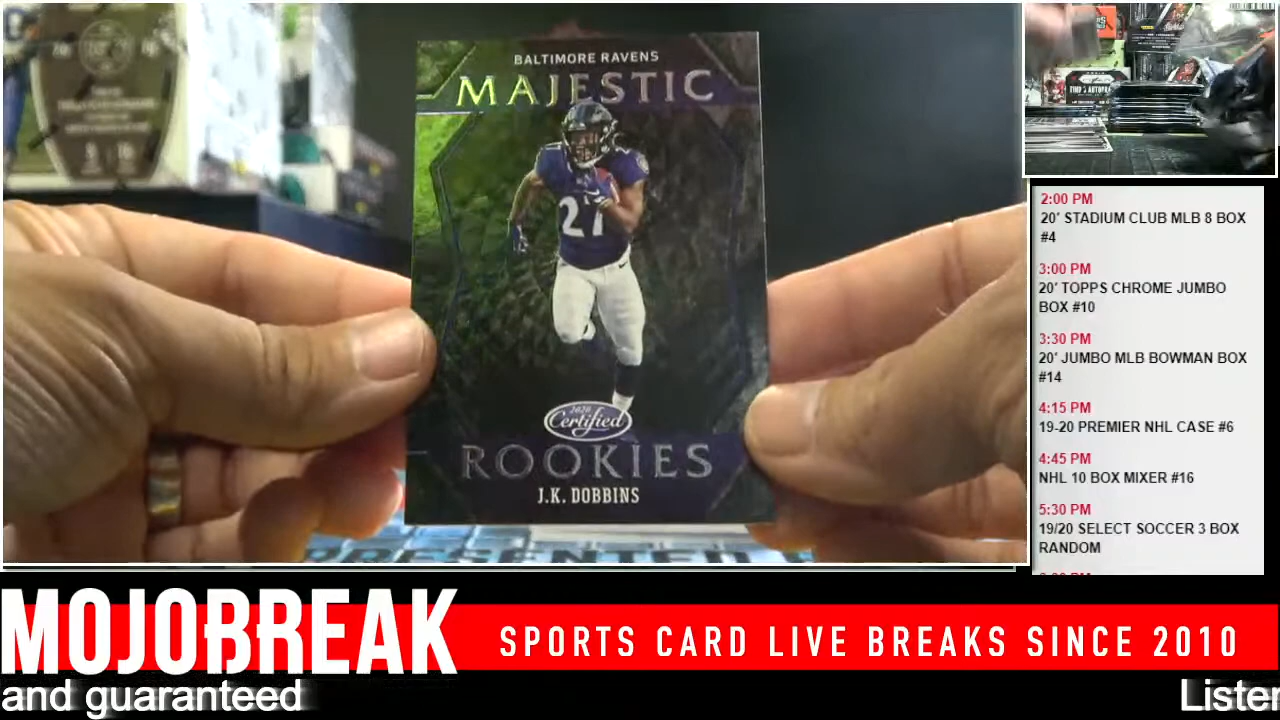 BALTIMORE RAVENS
MAJESTIC
27
2020
Certified
ROOKIES
J.K. DOBBINS
PRESENTED
2:00 PM
20' STADIUM CLUB MLB 8 BOX
#4
3:00 PM
20' TOPPS CHROME JUMBO
BOX #10
3:30 PM
20' JUMBO MLB BOWMAN BOX
#14
4:15 PM
19-20 PREMIER NHL CASE #6
4:45 PM
NHL 10 BOX MIXER #16
5:30 PM
19/20 SELECT SOCCER 3 BOX
RANDOM
MOJOBREAK
SPORTS CARD LIVE BREAKS SINCE 2010
and guaranteed
Lister